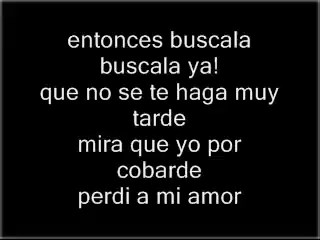 entonces buscala
buscala ya!
que no se te haga muy
tarde
mira que yo por
cobarde
perdi a mi amor